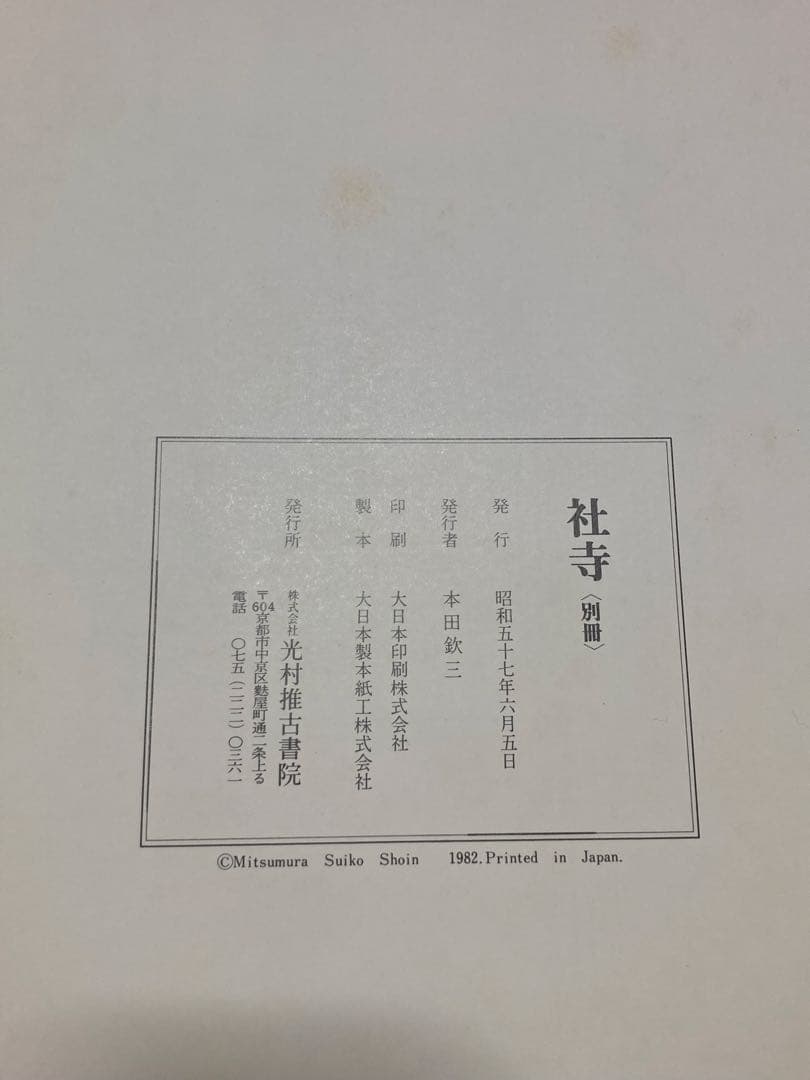 社寺〈別冊〉
発行 昭和五十七年六月五日
発行者 本田欽三
印刷 大日本印刷株式会社
製本 大日本製本紙工株式会社
発行所 株式会社光村推古書院
〒604京都市中京区麩屋町通二条上る
電話 〇七五(二二二)〇三六一
©Mitsumura Suiko Shoin 1982.Printed in Japan.